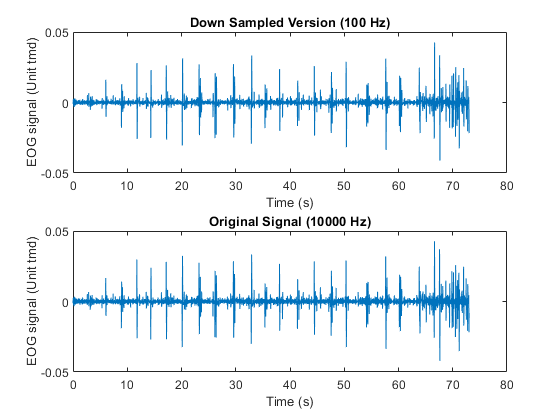 Down Sampled Version (100 Hz)
EOG signal (Unit tmd)
0.05
0
-0.05
0 10 20 30 40 50 60 70 80
Time (s)
Original Signal (10000 Hz)
EOG signal (Unit tmd)
0.05
0
-0.05
0 10 20 30 40 50 60 70 80
Time (s)